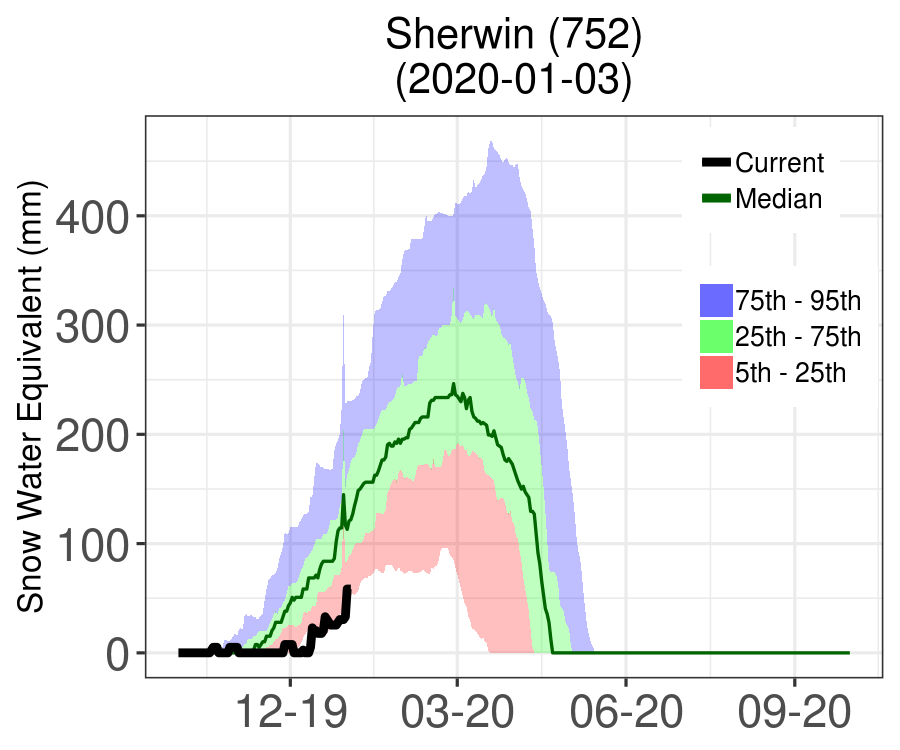 Sherwin (752)
(2020-01-03)
Snow Water Equivalent (mm)
400
300
200
100
0
Current
Median
75th - 95th
25th - 75th
5th - 25th
12-19 03-20 06-20 09-20